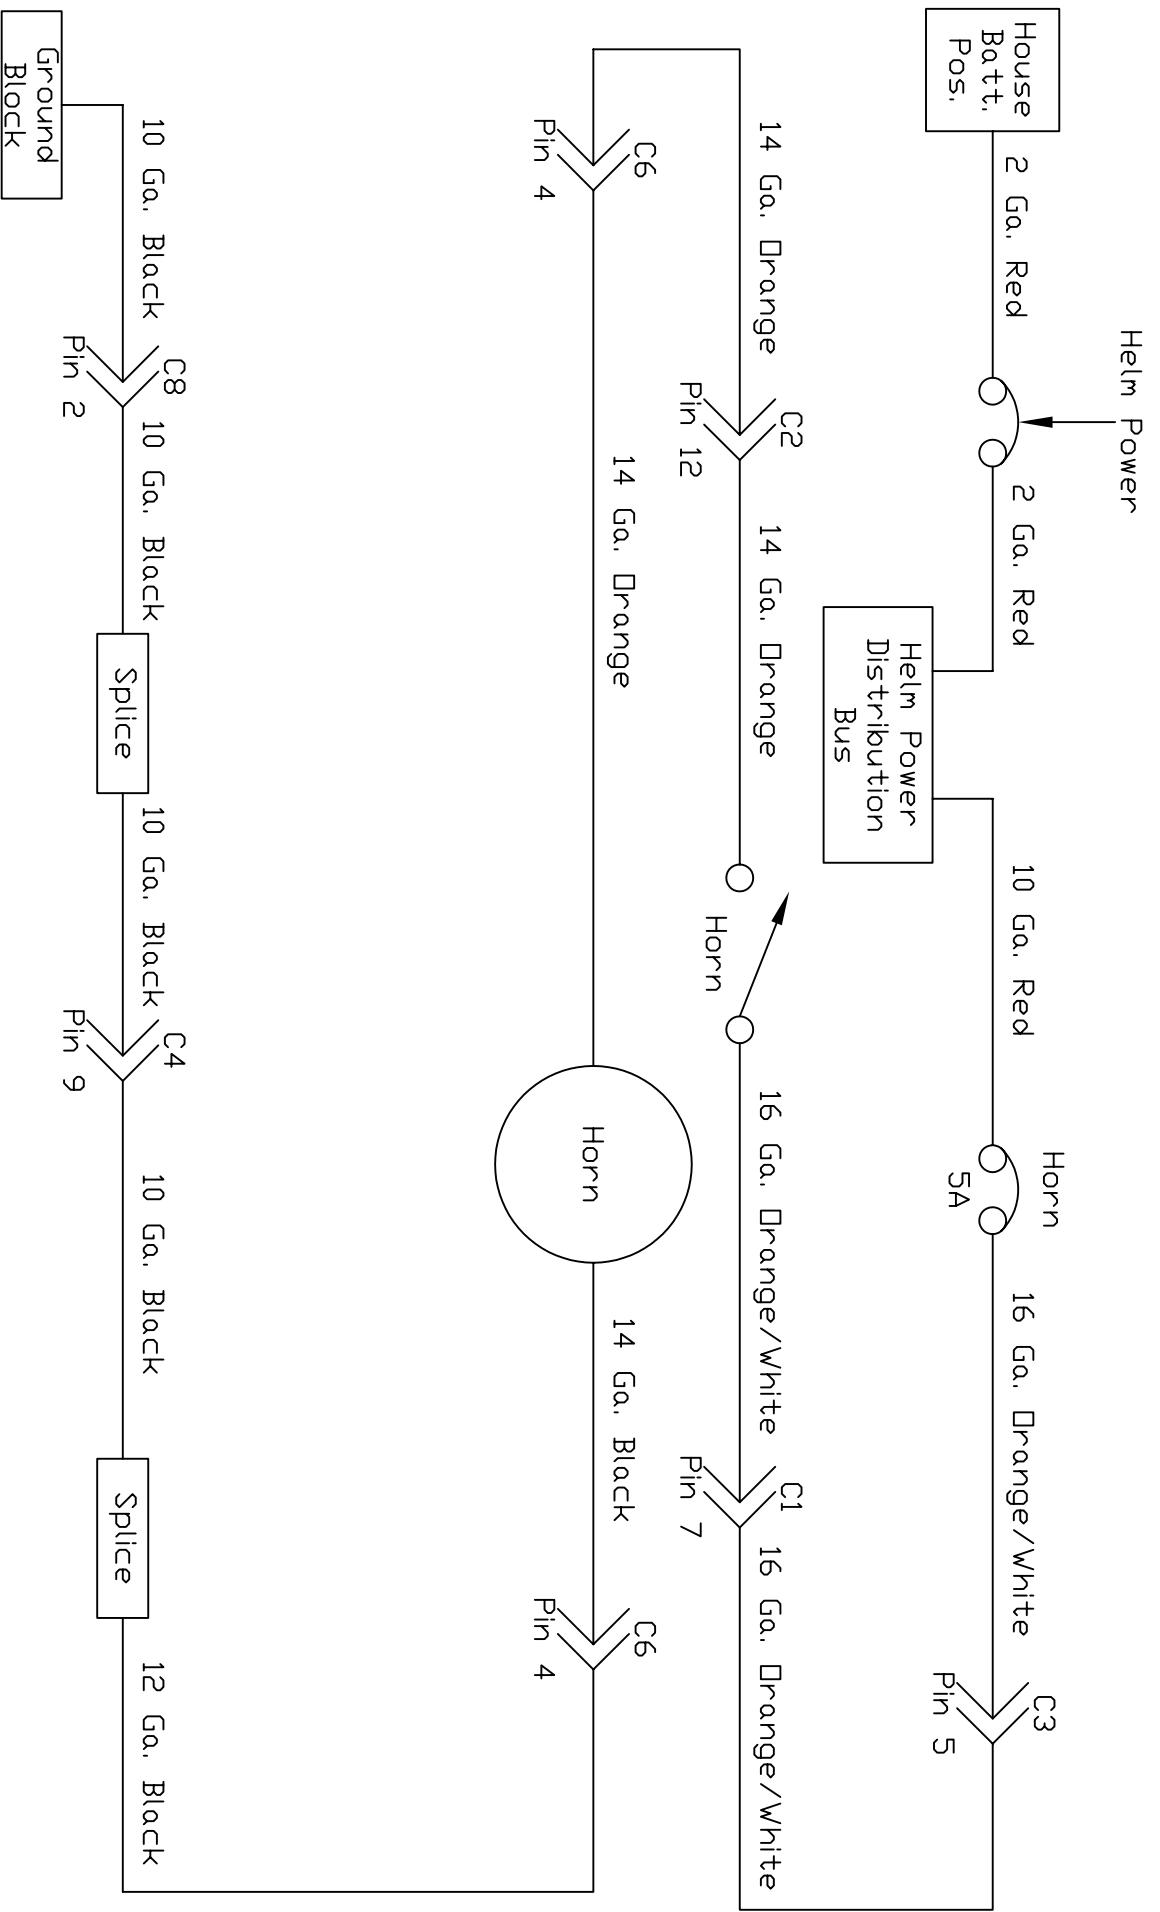 Helm Power
House
Batt.
Pos.
2 Ga. Red
2 Ga. Red
Helm Power
Distribution
Bus
10 Ga. Red
Horn
5A
16 Ga. Orange/White
C3
Pin 5
14 Ga. Orange
C2
Pin 12
14 Ga. Orange
Horn
16 Ga. Orange/White
C1
Pin 7
16 Ga. Orange/White
C6
Pin 4
14 Ga. Orange
Horn
14 Ga. Black
C6
Pin 4
Ground
Block
10 Ga. Black
C8
Pin 2
10 Ga. Black
Splice
10 Ga. Black
C4
Pin 9
10 Ga. Black
Splice
12 Ga. Black